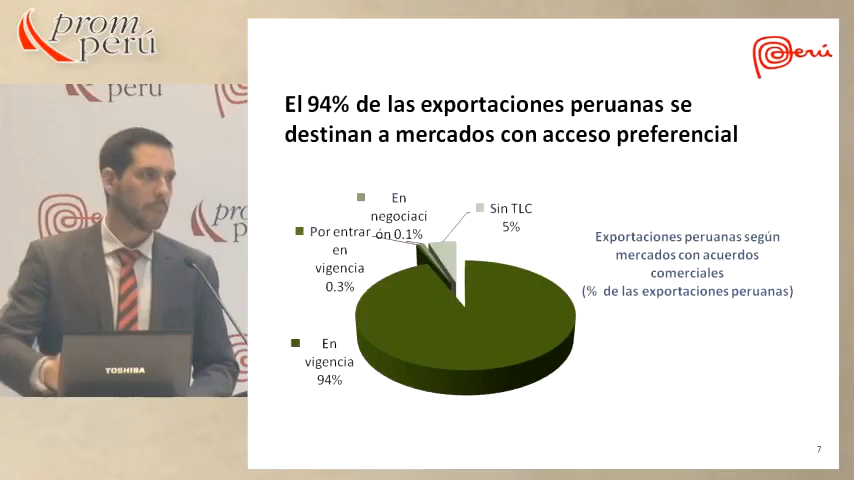 prom
perú
Perú
perú
pro
p
TOSHIBA
El 94% de las exportaciones peruanas se
destinan a mercados con acceso preferencial
En
negociaci
ón 0.1%
Sin TLC
5%
Por entrar
en
vigencia
0.3%
En
vigencia
94%
Exportaciones peruanas según
mercados con acuerdos
comerciales
(% de las exportaciones peruanas)
7